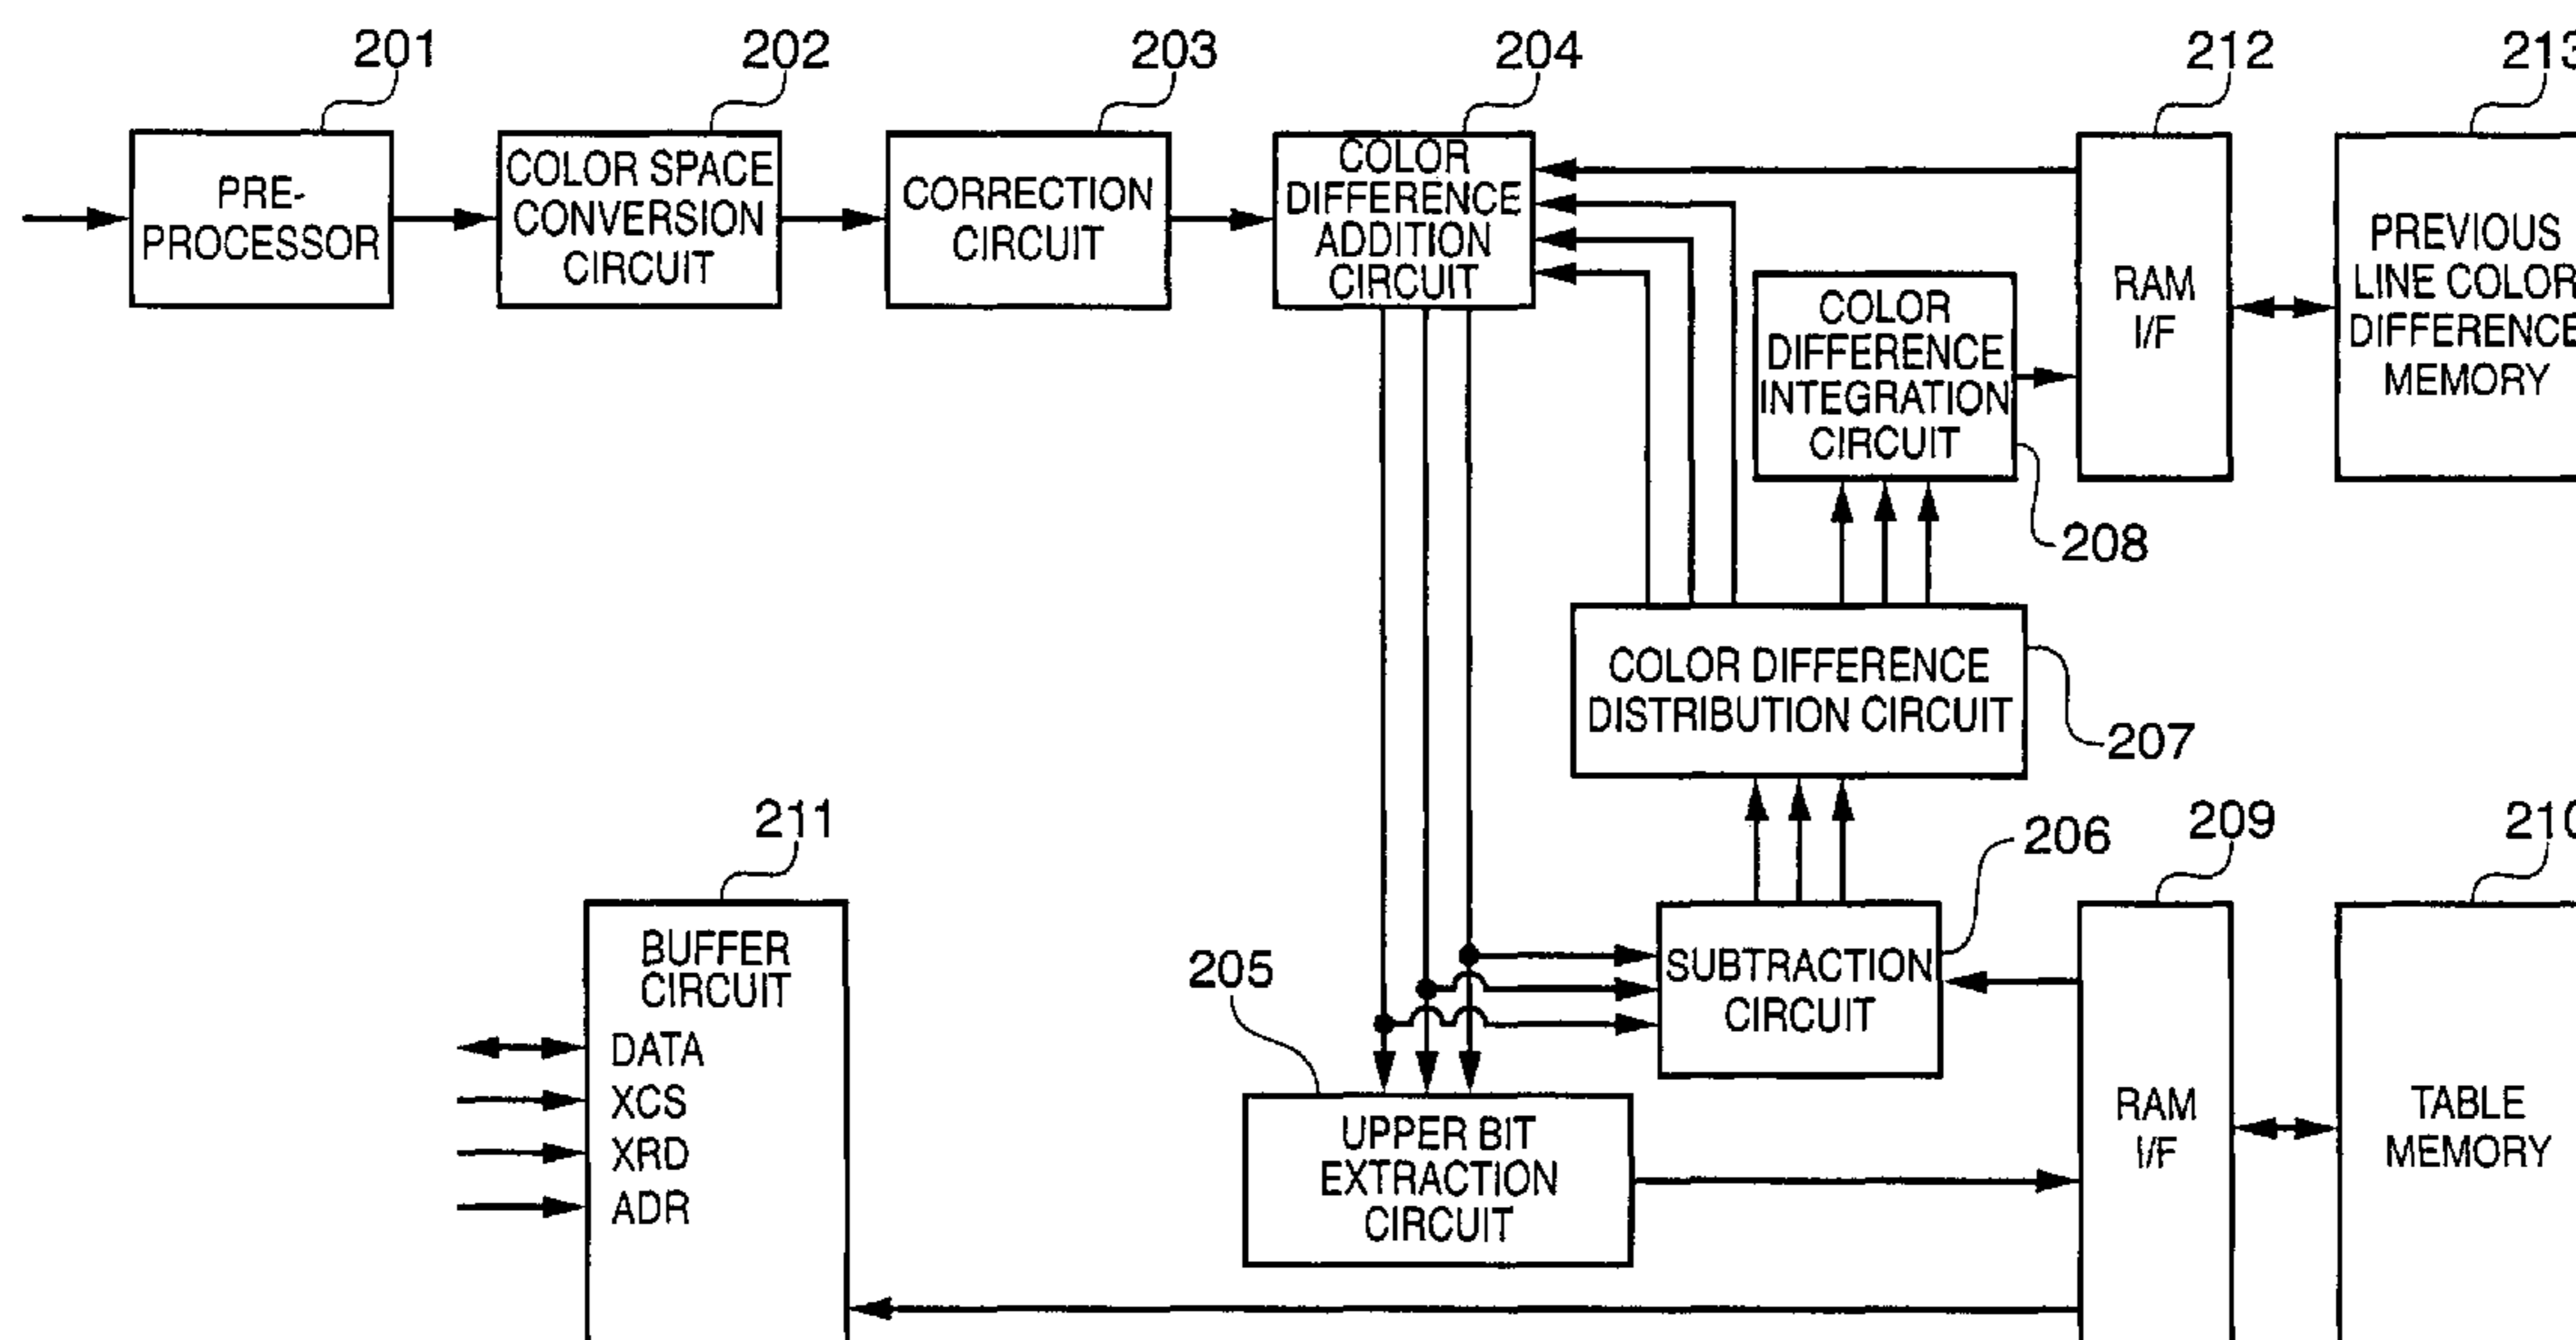 201
202
203
204
212
213
PRE-
PROCESSOR
COLOR SPACE
CONVERSION
CIRCUIT
CORRECTION
CIRCUIT
COLOR
DIFFERENCE
ADDITION
CIRCUIT
COLOR
DIFFERENCE
INTEGRATION
CIRCUIT
RAM
I/F
PREVIOUS
LINE COLOR
DIFFERENCE
MEMORY
208
COLOR DIFFERENCE
DISTRIBUTION CIRCUIT
207
211
206
209
210
BUFFER
CIRCUIT
DATA
XCS
XRD
ADR
205
SUBTRACTION
CIRCUIT
UPPER BIT
EXTRACTION
CIRCUIT
RAM
I/F
TABLE
MEMORY